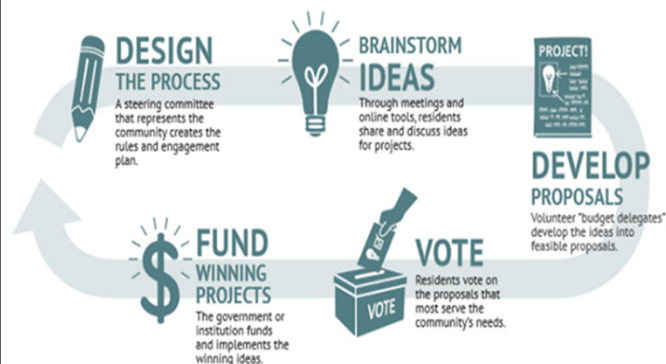 DESIGN
THE PROCESS
A steering committee
that represents the
community creates the
rules and engagement
plan.
BRAINSTORM
IDEAS
Through meetings and
online tools, residents
share and discuss ideas
for projects.
PROJECT!
DEVELOP
PROPOSALS
Volunteer "budget delegates"
develop the ideas into
feasible proposals.
VOTE
Residents vote on
the proposals that
most serve the
community's needs.
VOTE
FUND
WINNING
PROJECTS
The government or
institution funds
and implements the
winning ideas.